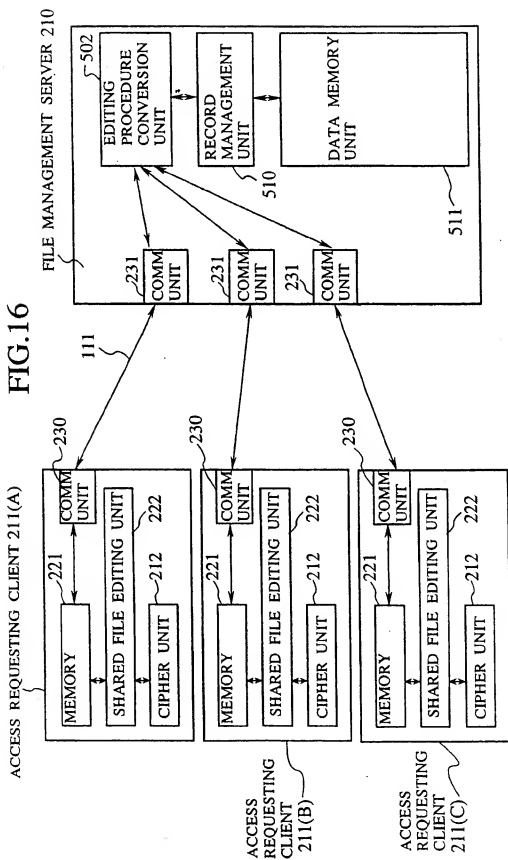 FIG.16
ACCESS REQUESTING CLIENT 211(A)
221
MEMORY
230
COMM
UNIT
SHARED FILE EDITING UNIT
222
CIPHER UNIT
212
111
ACCESS
REQUESTING
CLIENT
211(B)
221
MEMORY
230
COMM
UNIT
SHARED FILE EDITING UNIT
222
CIPHER UNIT
212
ACCESS
REQUESTING
CLIENT
211(C)
221
MEMORY
230
COMM
UNIT
SHARED FILE EDITING UNIT
222
CIPHER UNIT
212
FILE MANAGEMENT SERVER 210
231
COMM
UNIT
231
COMM
UNIT
231
COMM
UNIT
502
EDITING
PROCEDURE
CONVERSION
UNIT
RECORD
MANAGEMENT
UNIT
510
DATA MEMORY
UNIT
511